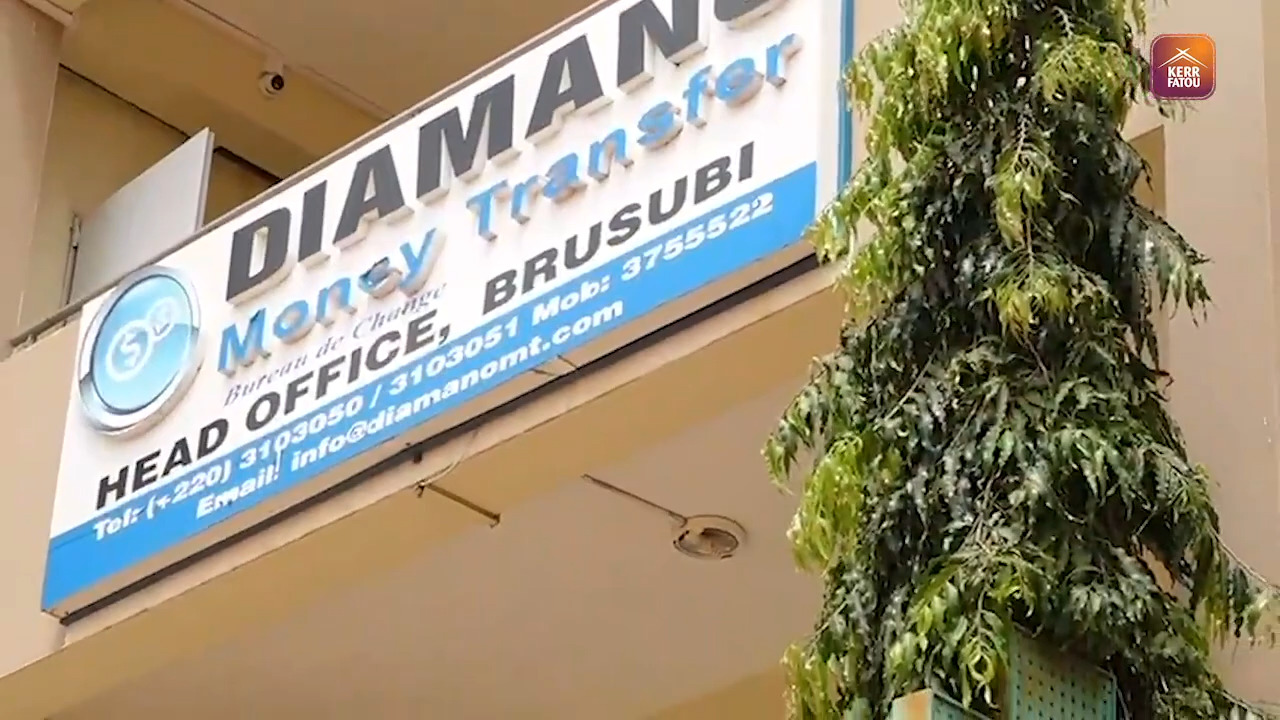 DIAMANO
Money Transfer
Bureau de Change
HEAD OFFICE, BRUSUBI
Tel: (+220) 3103050 / 3103051 Mob: 3755522
Email: info@diamanomt.com
KERR
FATOU